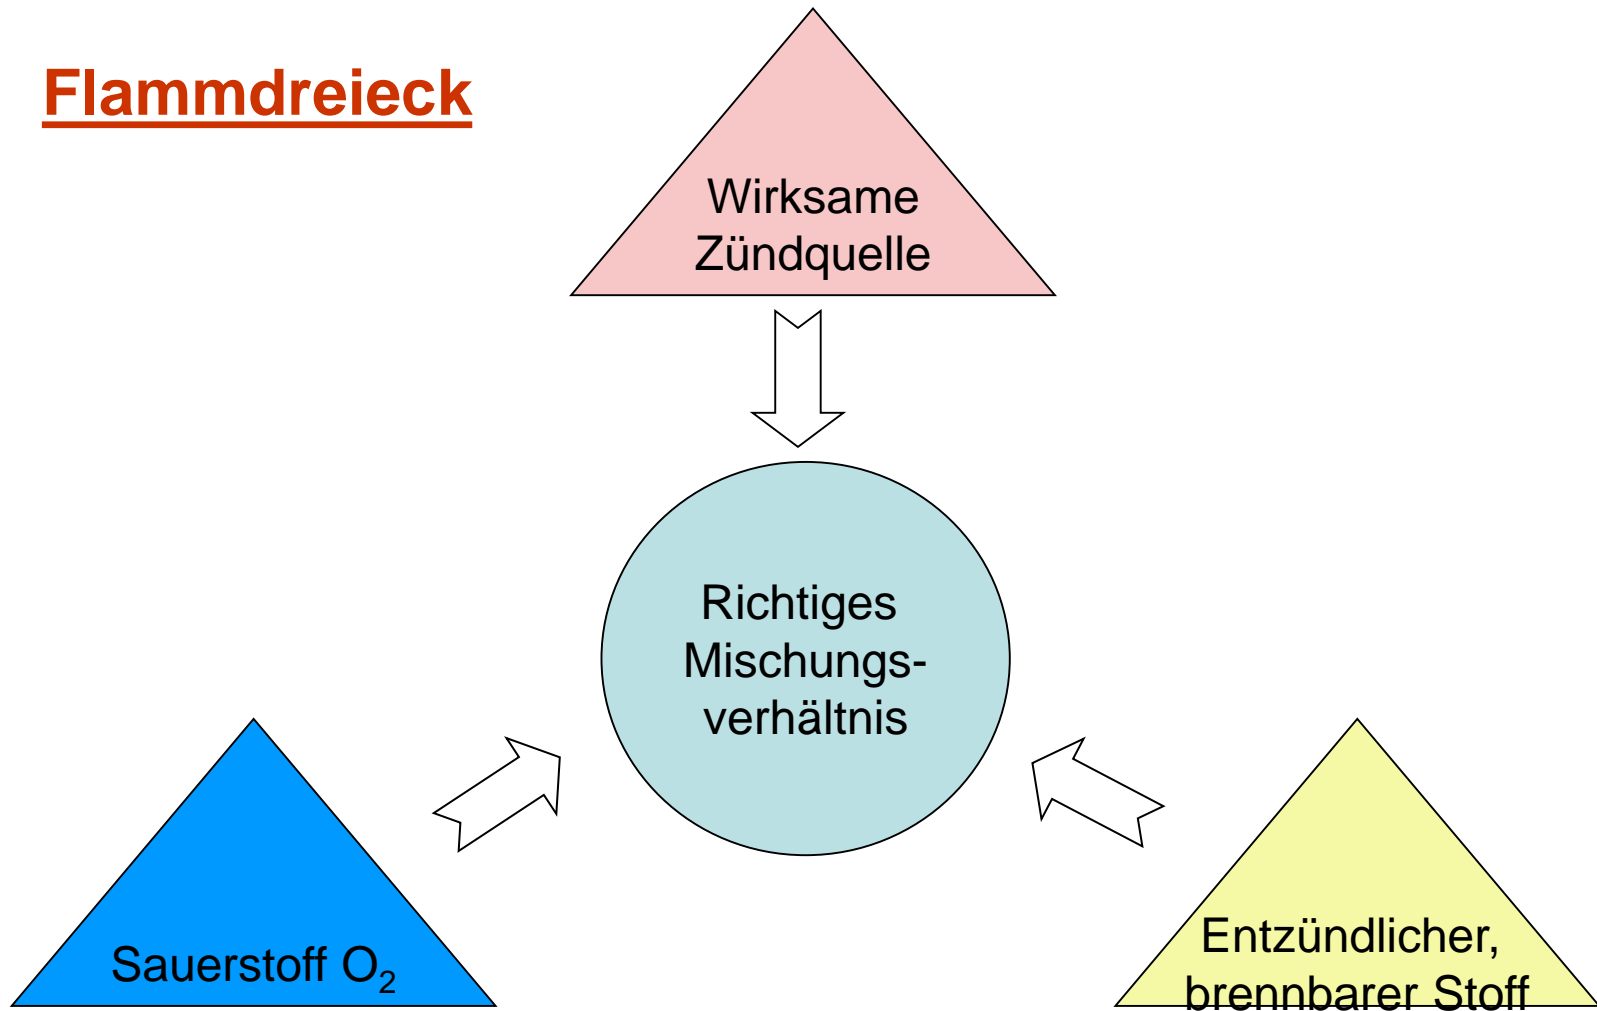 Flammdreieck
Wirksame
Zündquelle
Richtiges
Mischungs-
verhältnis
Sauerstoff O₂
Entzündlicher,
brennbarer Stoff